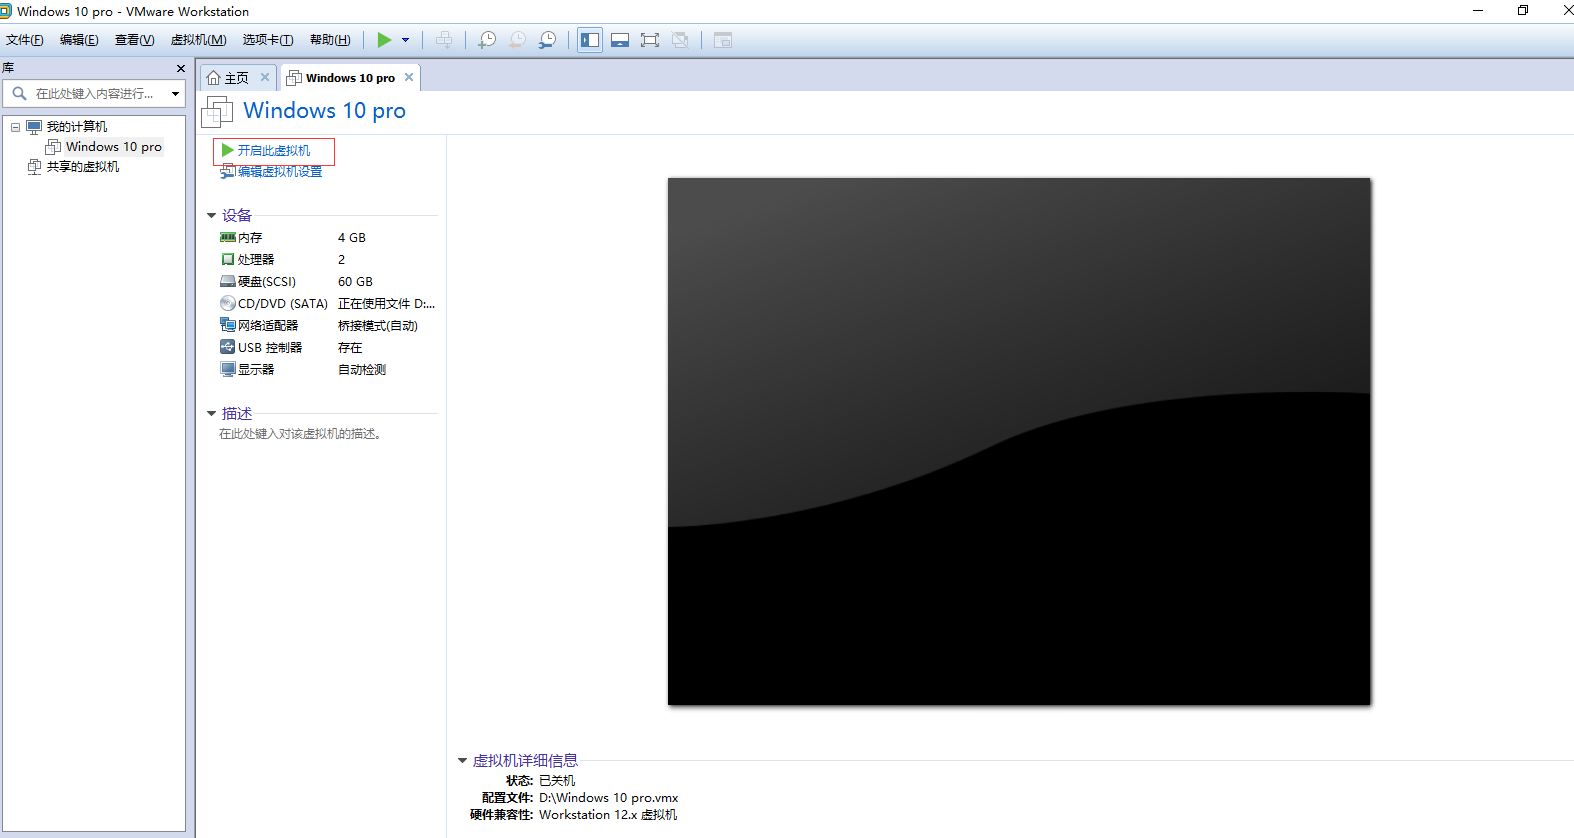 Windows 10 pro - VMware Workstation
文件(F) 编辑(E) 查看(V) 虚拟机(M) 选项卡(T) 帮助(H)
库
在此处键入内容进行...
我的计算机
Windows 10 pro
共享的虚拟机
主页 Windows 10 pro
Windows 10 pro
开启此虚拟机
编辑虚拟机设置
设备
内存 4 GB
处理器 2
硬盘(SCSI) 60 GB
CD/DVD (SATA) 正在使用文件 D:...
网络适配器 桥接模式(自动)
USB 控制器 存在
显示器 自动检测
描述
在此处键入对该虚拟机的描述。
虚拟机详细信息
状态: 已关机
配置文件: D:\Windows 10 pro.vmx
硬件兼容性: Workstation 12.x 虚拟机